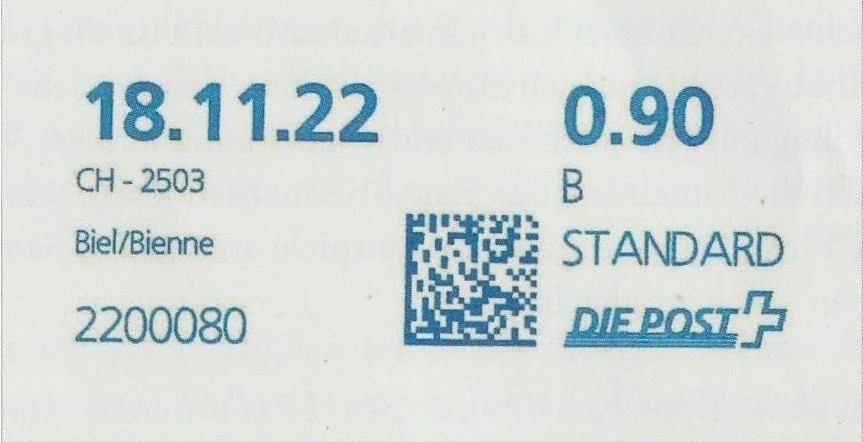 18.11.22
CH - 2503
Biel/Bienne
2200080
0.90
B
STANDARD
DIE POST